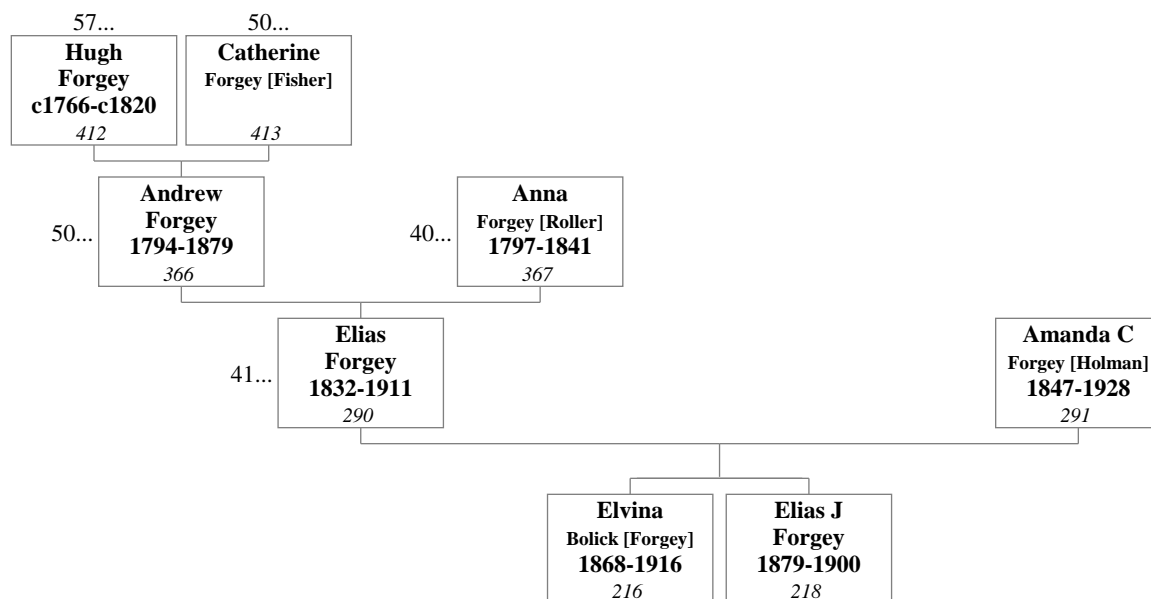 57...
50...
Hugh
Forgey
c1766-c1820
412
Catherine
Forgey [Fisher]
413
50...
Andrew
Forgey
1794-1879
366
40...
Anna
Forgey [Roller]
1797-1841
367
41...
Elias
Forgey
1832-1911
290
Amanda C
Forgey [Holman]
1847-1928
291
Elvina
Bolick [Forgey]
1868-1916
216
Elias J
Forgey
1879-1900
218